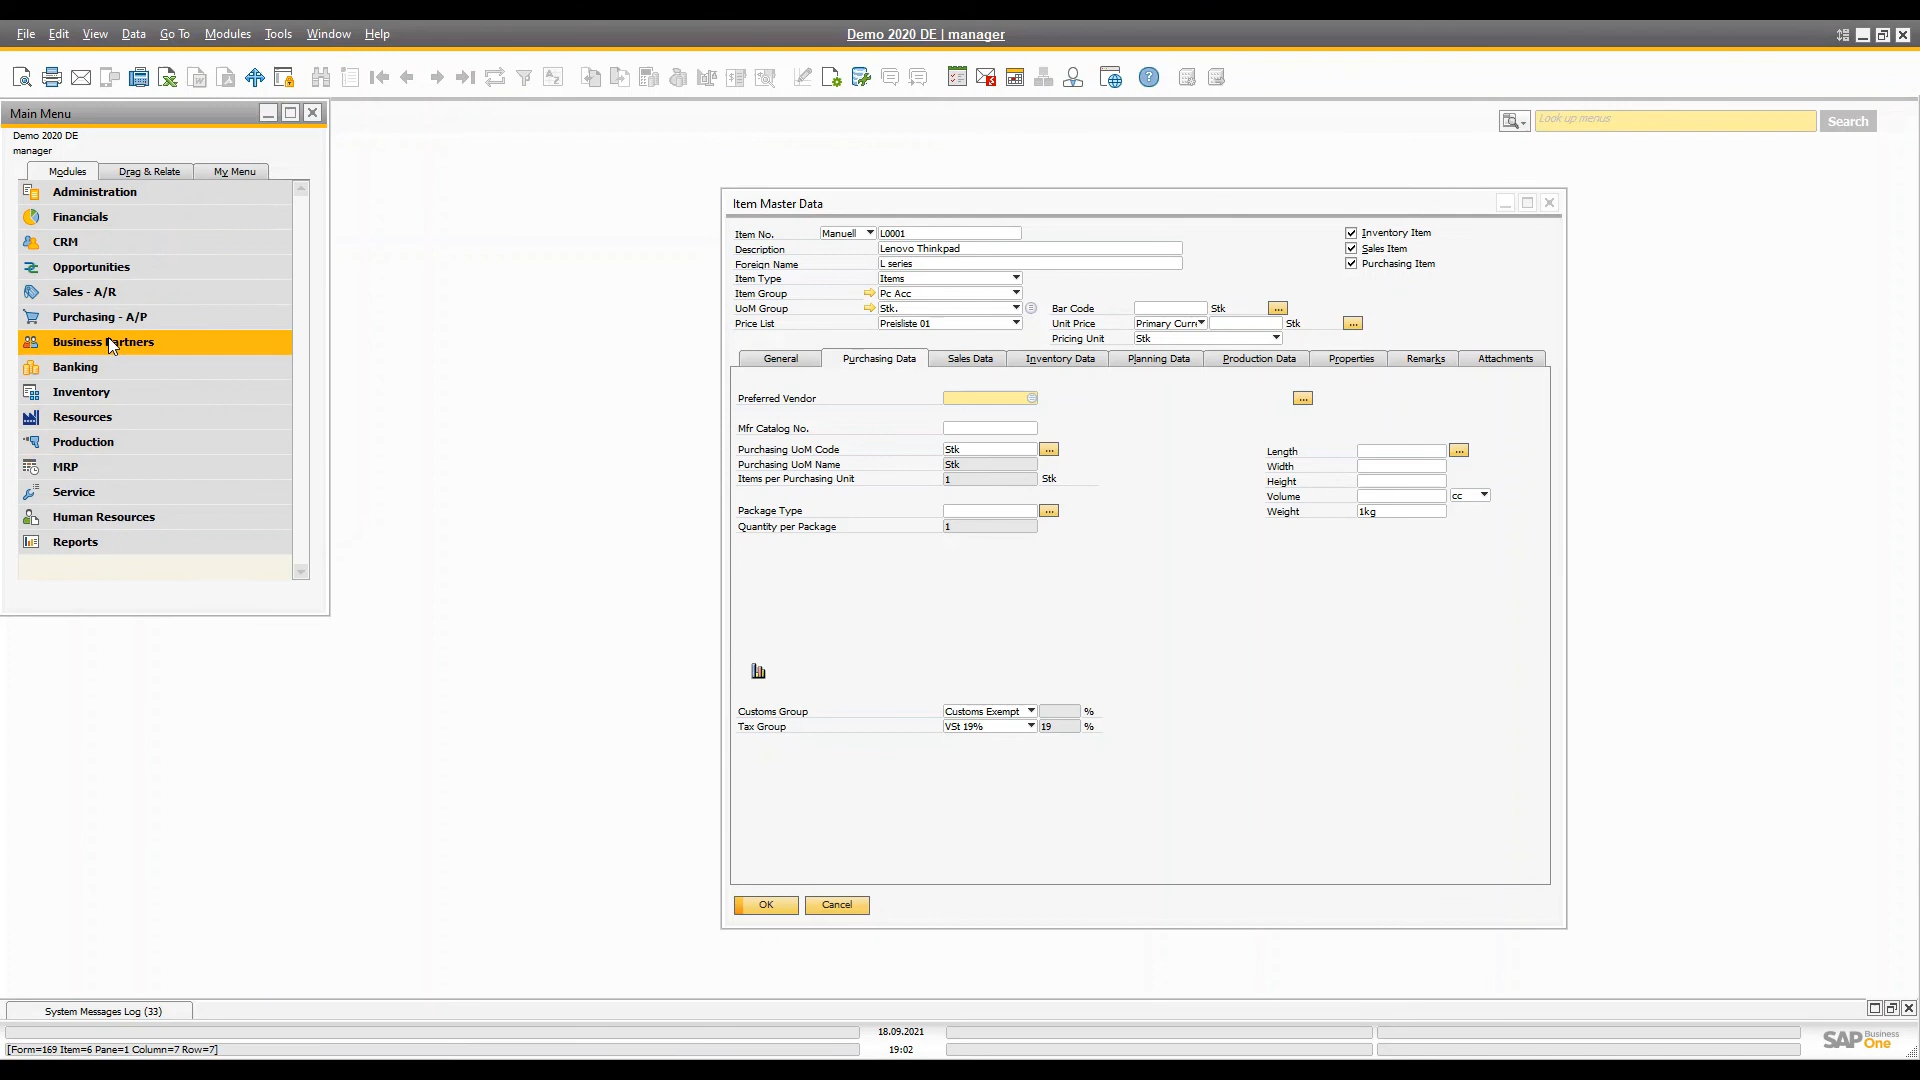 File Edit View Data Go To Modules Tools Window Help
Demo 2020 DE | manager
Main Menu
Look up menus
Search
Demo 2020 DE
manager
Modules Drag & Relate My Menu
Administration
Financials
CRM
Opportunities
Sales - A/R
Purchasing - A/P
Business Partners
Banking
Inventory
Resources
Production
MRP
Service
Human Resources
Reports
Item Master Data
Item No. Manuell L0001
Inventory Item
Description Lenovo Thinkpad
Sales Item
Foreign Name L series
Purchasing Item
Item Type Items
Item Group Pc Acc
UoM Group Stk.
Bar Code Stk ...
Price List Preisliste 01
Unit Price Primary Curre Stk ...
Pricing Unit Stk
General Purchasing Data Sales Data Inventory Data Planning Data Production Data Properties Remarks Attachments
Preferred Vendor ...
Mfr Catalog No.
Purchasing UoM Code Stk ...
Length ...
Purchasing UoM Name Stk
Width
Items per Purchasing Unit 1 Stk
Height
Volume cc
Package Type ...
Weight 1kg
Quantity per Package 1
Customs Group Customs Exempt %
Tax Group VSt 19% 19 %
OK Cancel
System Messages Log (33)
18.09.2021
[Form=169 Item=6 Pane=1 Column=7 Row=7]
19:02
SAP Business One